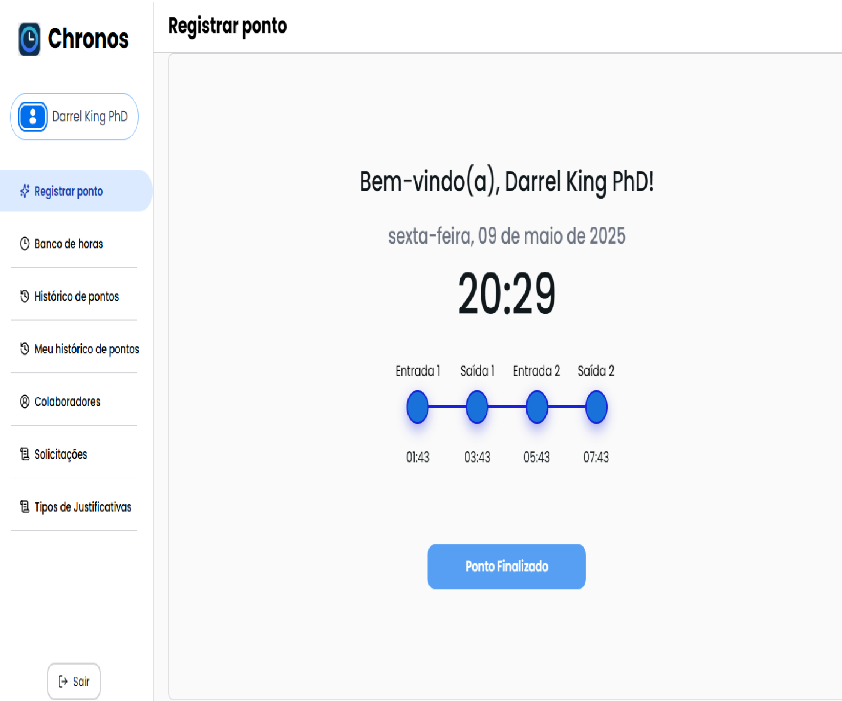 Chronos
Darrel King PhD
Registrar ponto
Banco de horas
Histórico de pontos
Meu histórico de pontos
Colaboradores
Solicitações
Tipos de Justificativas
Sair
Registrar ponto
Bem-vindo(a), Darrel King PhD!
sexta-feira, 09 de maio de 2025
20:29
Entrada 1 Saída 1 Entrada 2 Saída 2
01:43 03:43 05:43 07:43
Ponto Finalizado